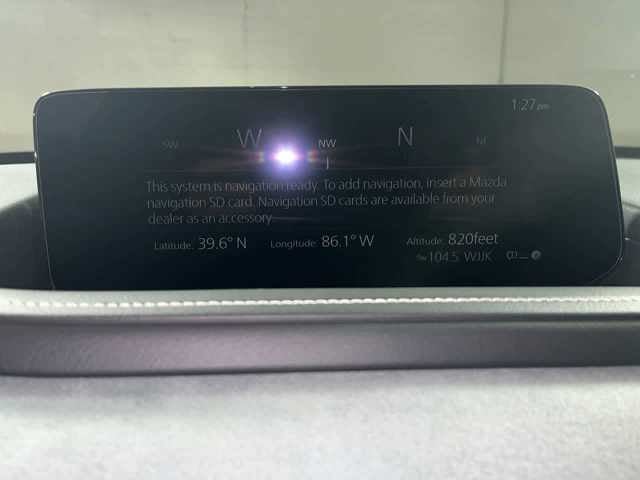 1:27 pm
SW W NW N
This system is navigation ready. To add navigation, insert a Mazda
navigation SD card. Navigation SD cards are available from your
dealer as an accessory.
Latitude: 39.6° N Longitude: 86.1° W Altitude: 820feet
104.5 WJJK